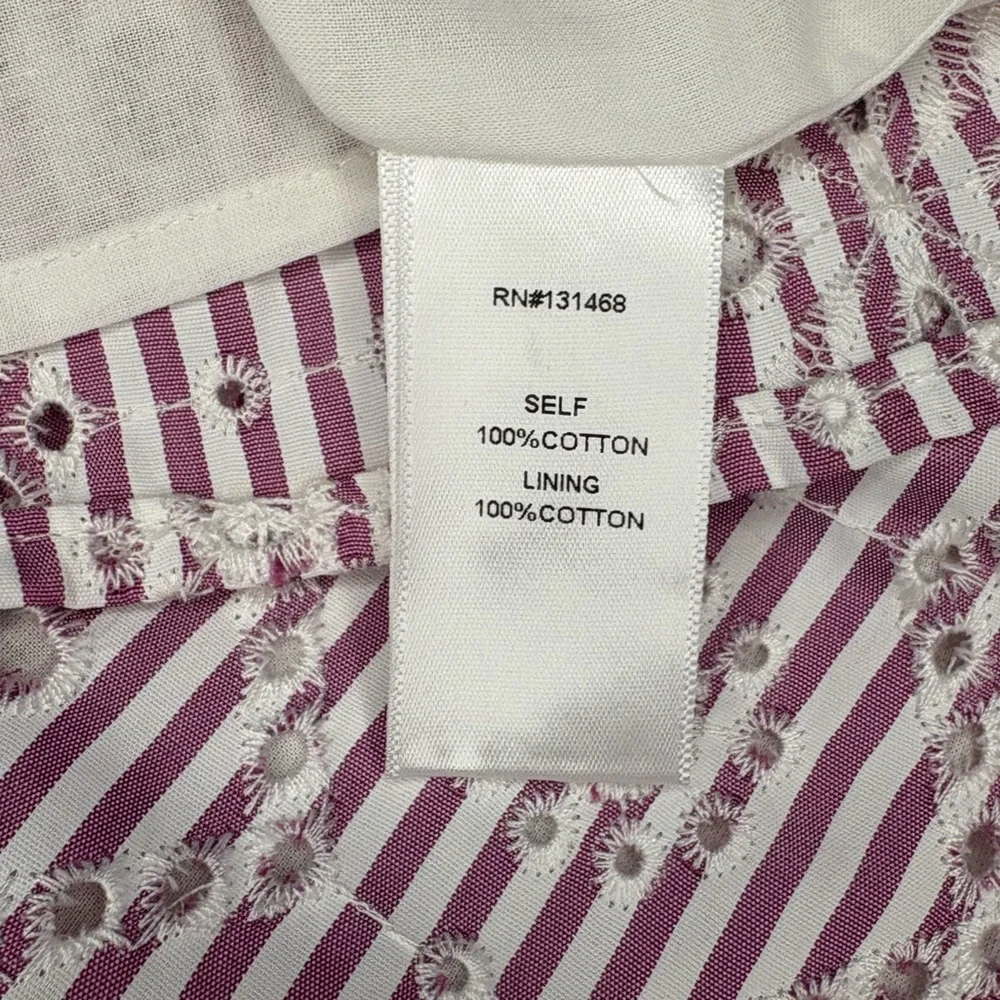 RN#131468
SELF
100%COTTON
LINING
100%COTTON